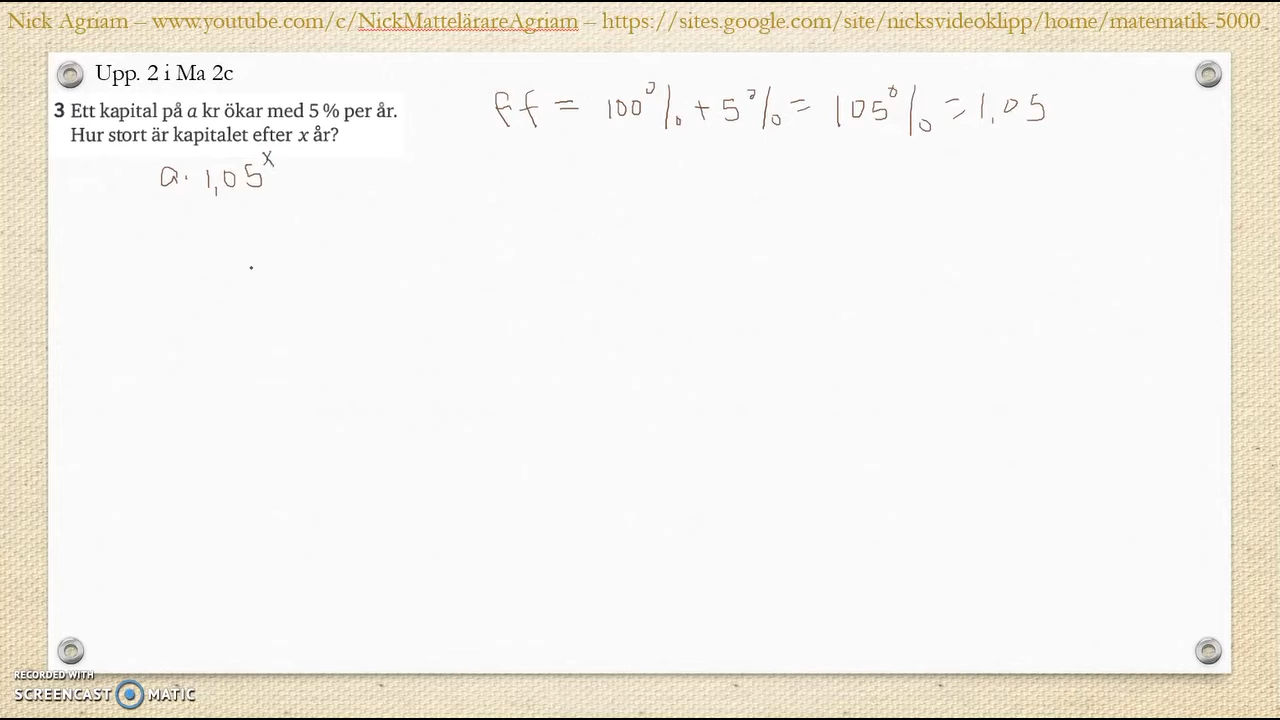 Nick Agriam – www.youtube.com/c/NickMattelärareAgriam – https://sites.google.com/site/nicksvideoklipp/home/matematik-5000
Upp. 2 i Ma 2c
3 Ett kapital på a kr ökar med 5 % per år.
Hur stort är kapitalet efter x år?
Ff = 100% + 5% = 105% = 1,05
a · 1,05^x
RECORDED WITH
SCREENCAST MATIC